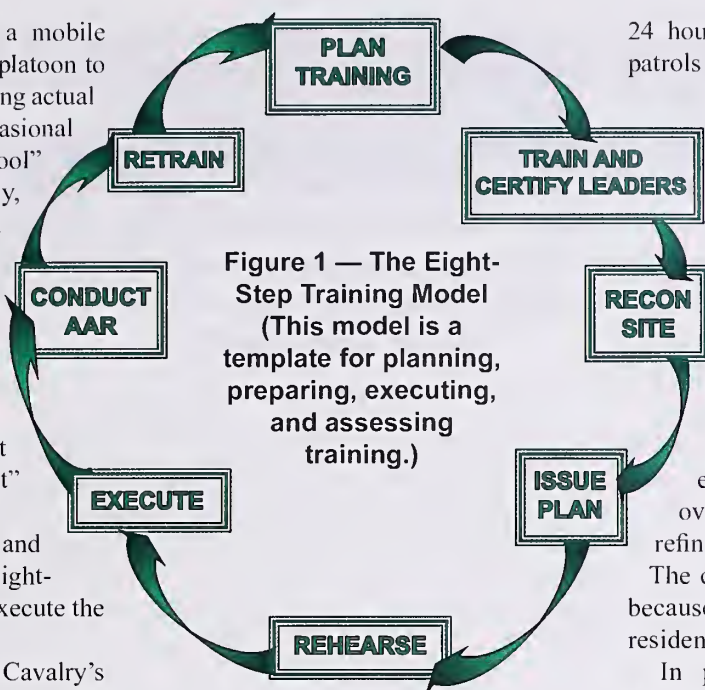 a mobile
platoon to
ng actual
asional
ool”
y,
t
t”
and
ight-
xecute the
Cavalry's
PLAN
TRAINING
TRAIN AND
CERTIFY LEADERS
RECON
SITE
ISSUE
PLAN
REHEARSE
EXECUTE
CONDUCT
AAR
RETRAIN
Figure 1 — The Eight-
Step Training Model
(This model is a
template for planning,
preparing, executing,
and assessing
training.)
24 hou
patrols
e
ov
refin
The c
because
residen
In p